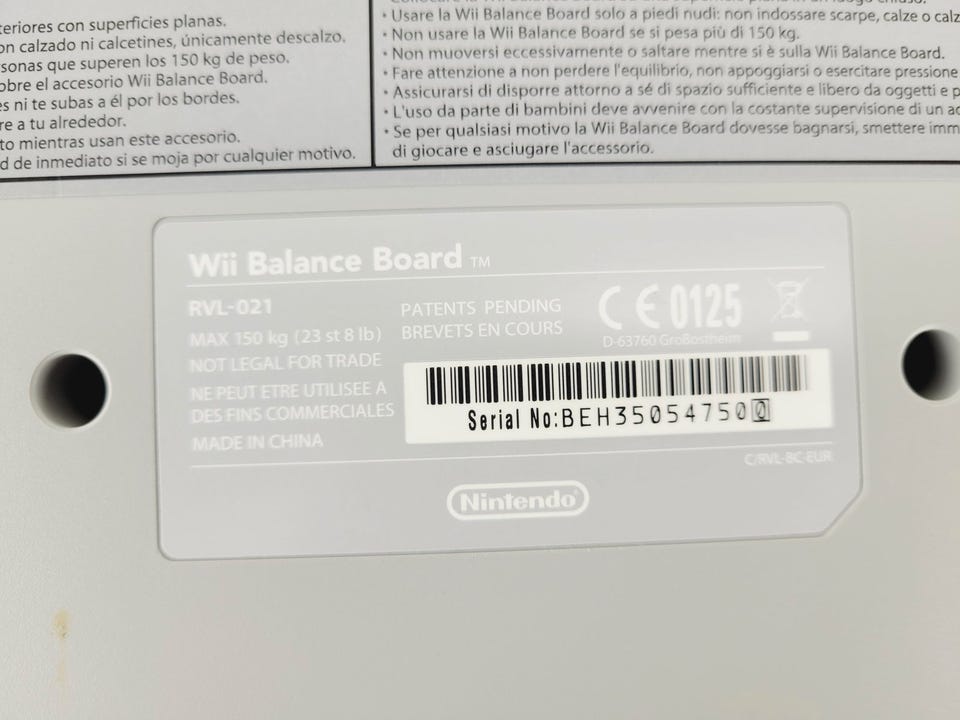 teriores con superficies planas.
on calzado ni calcetines, únicamente descalzo.
sonas que superen los 150 kg de peso.
obre el accesorio Wii Balance Board.
es ni te subas a él por los bordes.
re a tu alrededor.
to mientras usan este accesorio.
d de inmediato si se moja por cualquier motivo.
• Usare la Wii Balance Board solo a piedi nudi: non indossare scarpe, calze o calz
• Non usare la Wii Balance Board se si pesa più di 150 kg.
• Non muoversi eccessivamente o saltare mentre si è sulla Wii Balance Board.
• Fare attenzione a non perdere l'equilibrio, non appoggiarsi o esercitare pressione
• Assicurarsi di disporre attorno a sé di spazio sufficiente e libero da oggetti e p
• L'uso da parte di bambini deve avvenire con la costante supervisione di un ad
• Se per qualsiasi motivo la Wii Balance Board dovesse bagnarsi, smettere imm
di giocare e asciugare l'accessorio.
Wii Balance Board TM
RVL-021
MAX 150 kg (23 st 8 lb)
NOT LEGAL FOR TRADE
NE PEUT ETRE UTILISEE A
DES FINS COMMERCIALES
MADE IN CHINA
PATENTS PENDING
BREVETS EN COURS
CE 0125
D-63760 Großostheim
Serial No:BEH350547500
C/RVL-BC-EUR
Nintendo